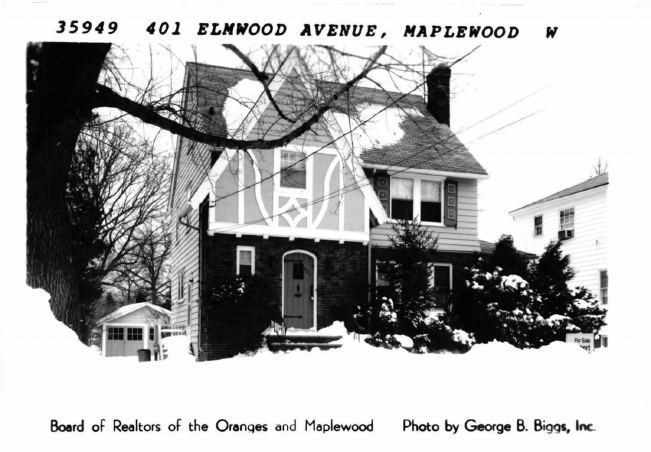 35949 401 ELMWOOD AVENUE, MAPLEWOOD W
For Sale
Board of Realtors of the Oranges and Maplewood Photo by George B. Biggs, Inc.